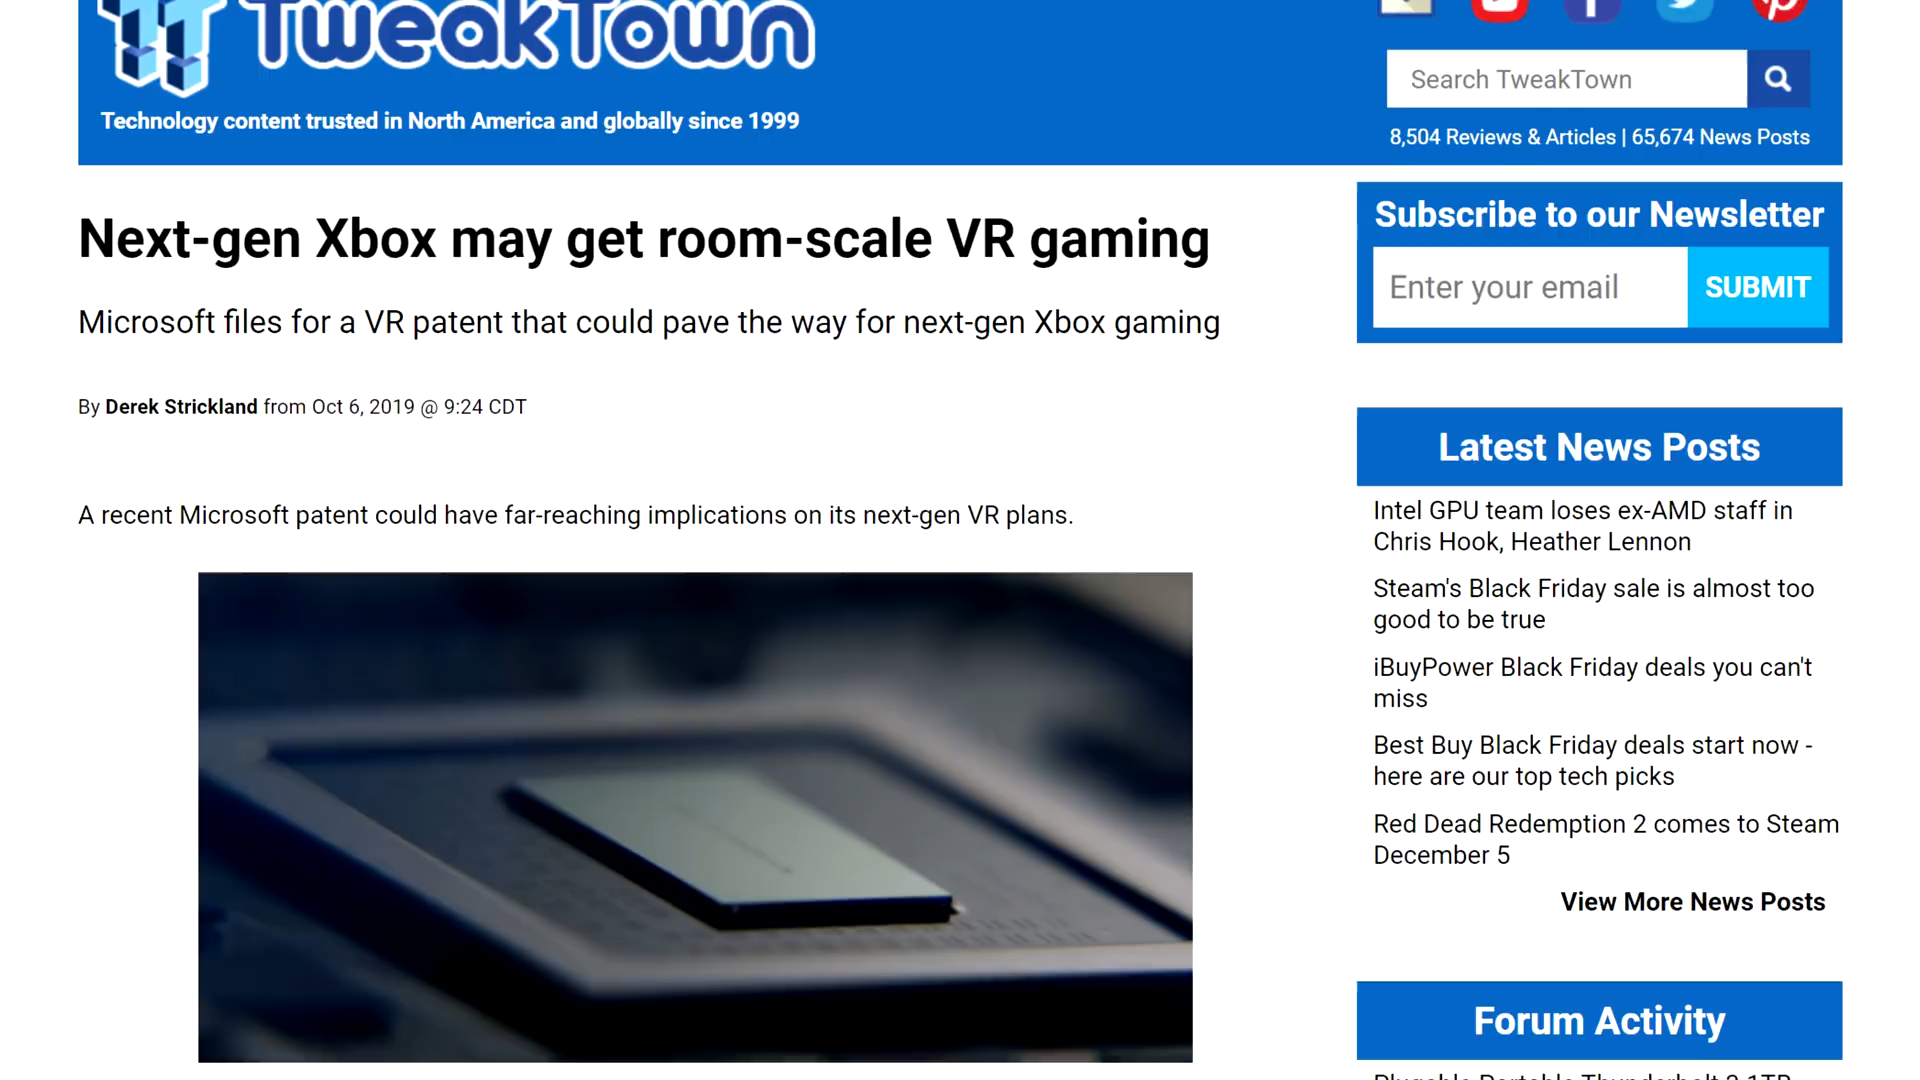 TweakTown
Technology content trusted in North America and globally since 1999
Search TweakTown
8,504 Reviews & Articles | 65,674 News Posts
Next-gen Xbox may get room-scale VR gaming
Microsoft files for a VR patent that could pave the way for next-gen Xbox gaming
By Derek Strickland from Oct 6, 2019 @ 9:24 CDT
A recent Microsoft patent could have far-reaching implications on its next-gen VR plans.
Subscribe to our Newsletter
Enter your email SUBMIT
Latest News Posts
Intel GPU team loses ex-AMD staff in
Chris Hook, Heather Lennon
Steam's Black Friday sale is almost too
good to be true
iBuyPower Black Friday deals you can't
miss
Best Buy Black Friday deals start now -
here are our top tech picks
Red Dead Redemption 2 comes to Steam
December 5
View More News Posts
Forum Activity